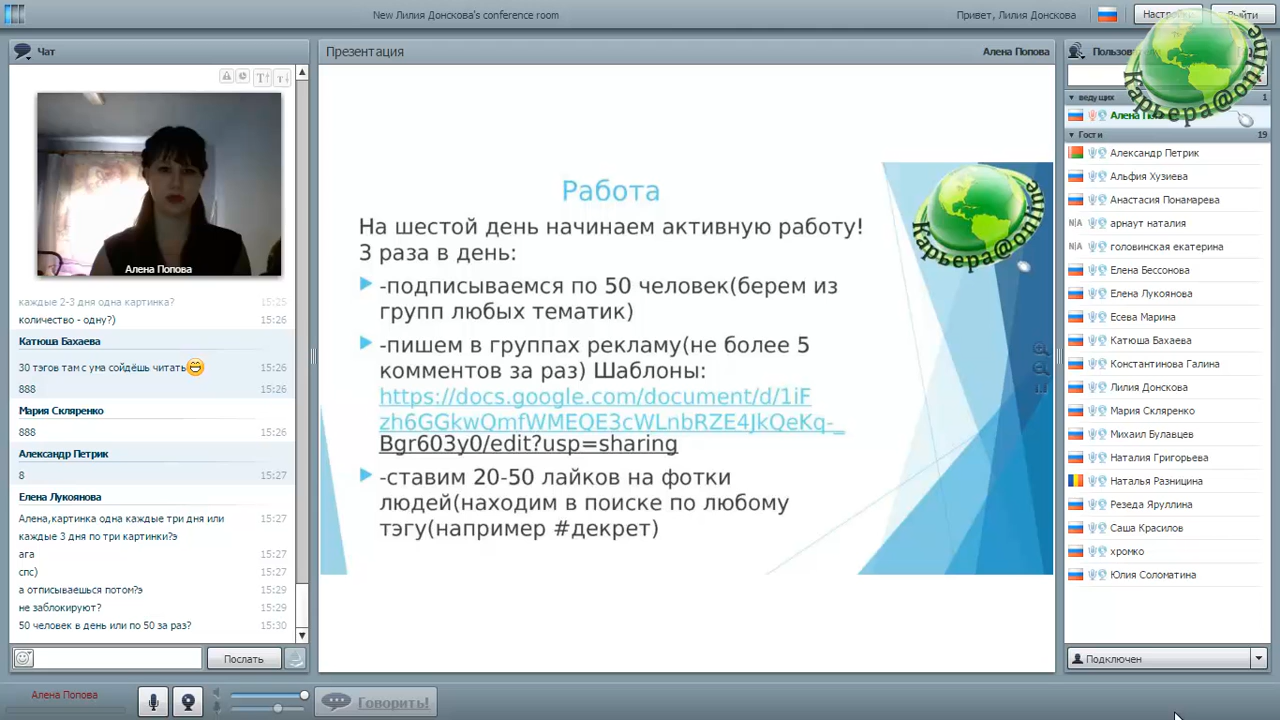 New Лилия Донскова's conference room
Привет, Лилия Донскова
Настройки
Выйти
Чат
Алена Попова
каждые 2-3 дня одна картинка? 15:25
количество - одну?) 15:26
Катюша Бахаева
30 тэгов там с ума сойдёшь читать 15:26
888 15:26
Мария Скляренко
888 15:26
Александр Петрик
8 15:27
Елена Лукоянова
Алена,картинка одна каждые три дня или 15:27
каждые 3 дня по три картинки?э
ага 15:27
спс) 15:27
а отписываешься потом?э 15:29
не заблокируют? 15:29
50 человек в день или по 50 за раз? 15:30
Послать
Презентация
Алена Попова
Работа
На шестой день начинаем активную работу!
3 раза в день:
-подписываемся по 50 человек(берем из
групп любых тематик)
-пишем в группах рекламу(не более 5
комментов за раз) Шаблоны:
https://docs.google.com/document/d/1iF
zh6GGkwQmfWMEQE3cWLnbRZE4JkQeKq-_
Bgr603y0/edit?usp=sharing
-ставим 20-50 лайков на фотки
людей(находим в поиске по любому
тэгу(например #декрет)
Карьера@online
Карьера@online
ведущих 1
Алена
Гости 19
Александр Петрик
Альфия Хузиева
Анастасия Понамарева
N/A арнаут наталия
N/A головинская екатерина
Елена Бессонова
Елена Лукоянова
Есева Марина
Катюша Бахаева
Константинова Галина
Лилия Донскова
Мария Скляренко
Михаил Булавцев
Наталия Григорьева
Наталья Разницина
Резеда Яруллина
Саша Красилов
хромко
Юлия Соломатина
Подключен
Алена Попова
Говорить!